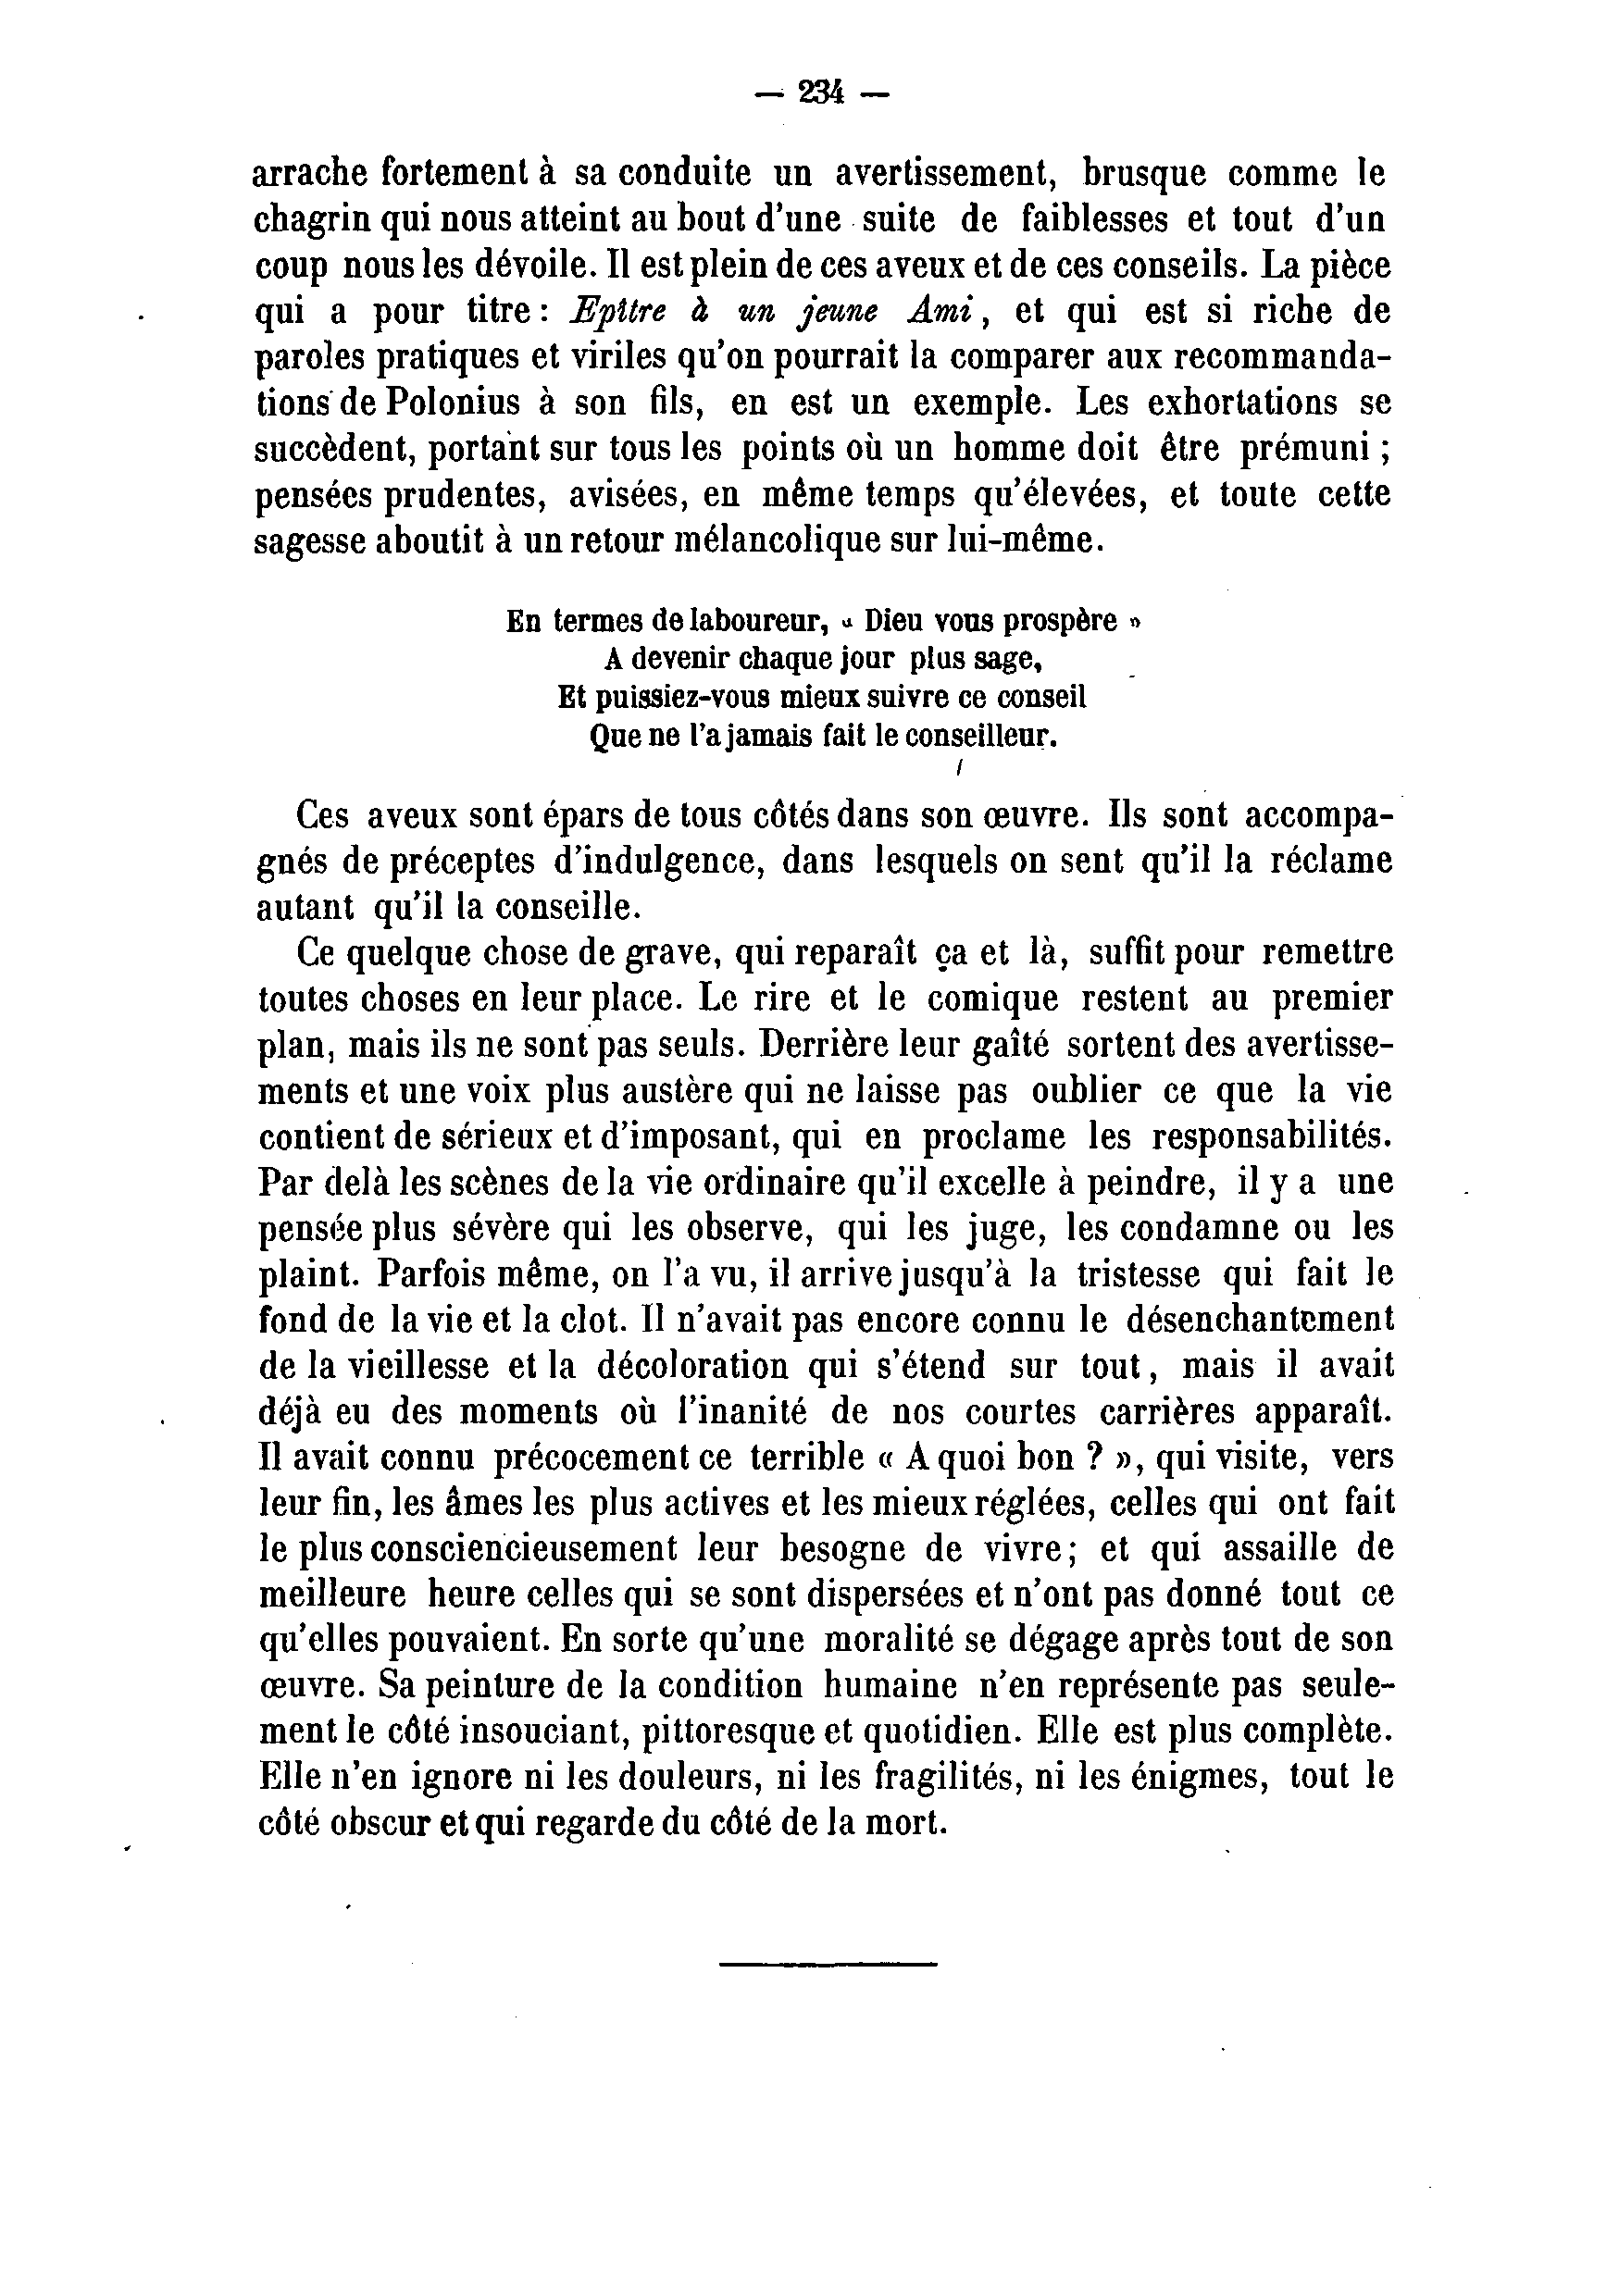 — 234 —
arrache fortement à sa conduite un avertissement, brusque comme le
chagrin qui nous atteint au bout d'une suite de faiblesses et tout d'un
coup nous les dévoile. Il est plein de ces aveux et de ces conseils. La pièce
qui a pour titre : Epître à un jeune Ami, et qui est si riche de
paroles pratiques et viriles qu'on pourrait la comparer aux recommanda-
tions de Polonius à son fils, en est un exemple. Les exhortations se
succèdent, portant sur tous les points où un homme doit être prémuni ;
pensées prudentes, avisées, en même temps qu'élevées, et toute cette
sagesse aboutit à un retour mélancolique sur lui-même.
En termes de laboureur, « Dieu vous prospère »
A devenir chaque jour plus sage,
Et puissiez-vous mieux suivre ce conseil
Que ne l'a jamais fait le conseilleur.
Ces aveux sont épars de tous côtés dans son œuvre. Ils sont accompa-
gnés de préceptes d'indulgence, dans lesquels on sent qu'il la réclame
autant qu'il la conseille.
Ce quelque chose de grave, qui reparaît ça et là, suffit pour remettre
toutes choses en leur place. Le rire et le comique restent au premier
plan, mais ils ne sont pas seuls. Derrière leur gaîté sortent des avertisse-
ments et une voix plus austère qui ne laisse pas oublier ce que la vie
contient de sérieux et d'imposant, qui en proclame les responsabilités.
Par delà les scènes de la vie ordinaire qu'il excelle à peindre, il y a une
pensée plus sévère qui les observe, qui les juge, les condamne ou les
plaint. Parfois même, on l'a vu, il arrive jusqu'à la tristesse qui fait le
fond de la vie et la clot. Il n'avait pas encore connu le désenchantement
de la vieillesse et la décoloration qui s'étend sur tout, mais il avait
déjà eu des moments où l'inanité de nos courtes carrières apparaît.
Il avait connu précocement ce terrible « A quoi bon ? », qui visite, vers
leur fin, les âmes les plus actives et les mieux réglées, celles qui ont fait
le plus consciencieusement leur besogne de vivre; et qui assaille de
meilleure heure celles qui se sont dispersées et n'ont pas donné tout ce
qu'elles pouvaient. En sorte qu'une moralité se dégage après tout de son
œuvre. Sa peinture de la condition humaine n'en représente pas seule-
ment le côté insouciant, pittoresque et quotidien. Elle est plus complète.
Elle n'en ignore ni les douleurs, ni les fragilités, ni les énigmes, tout le
côté obscur et qui regarde du côté de la mort.